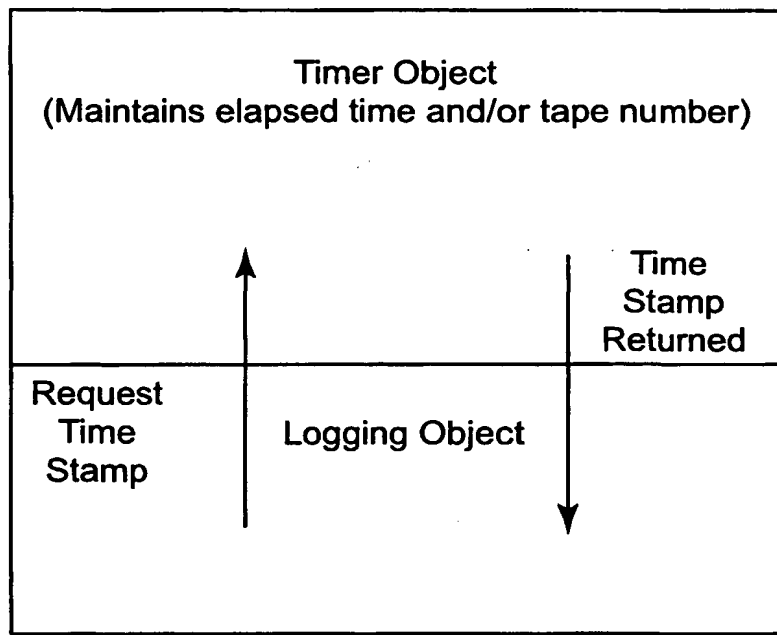 Timer Object
(Maintains elapsed time and/or tape number)
Time
Stamp
Returned
Request
Time
Stamp
Logging Object